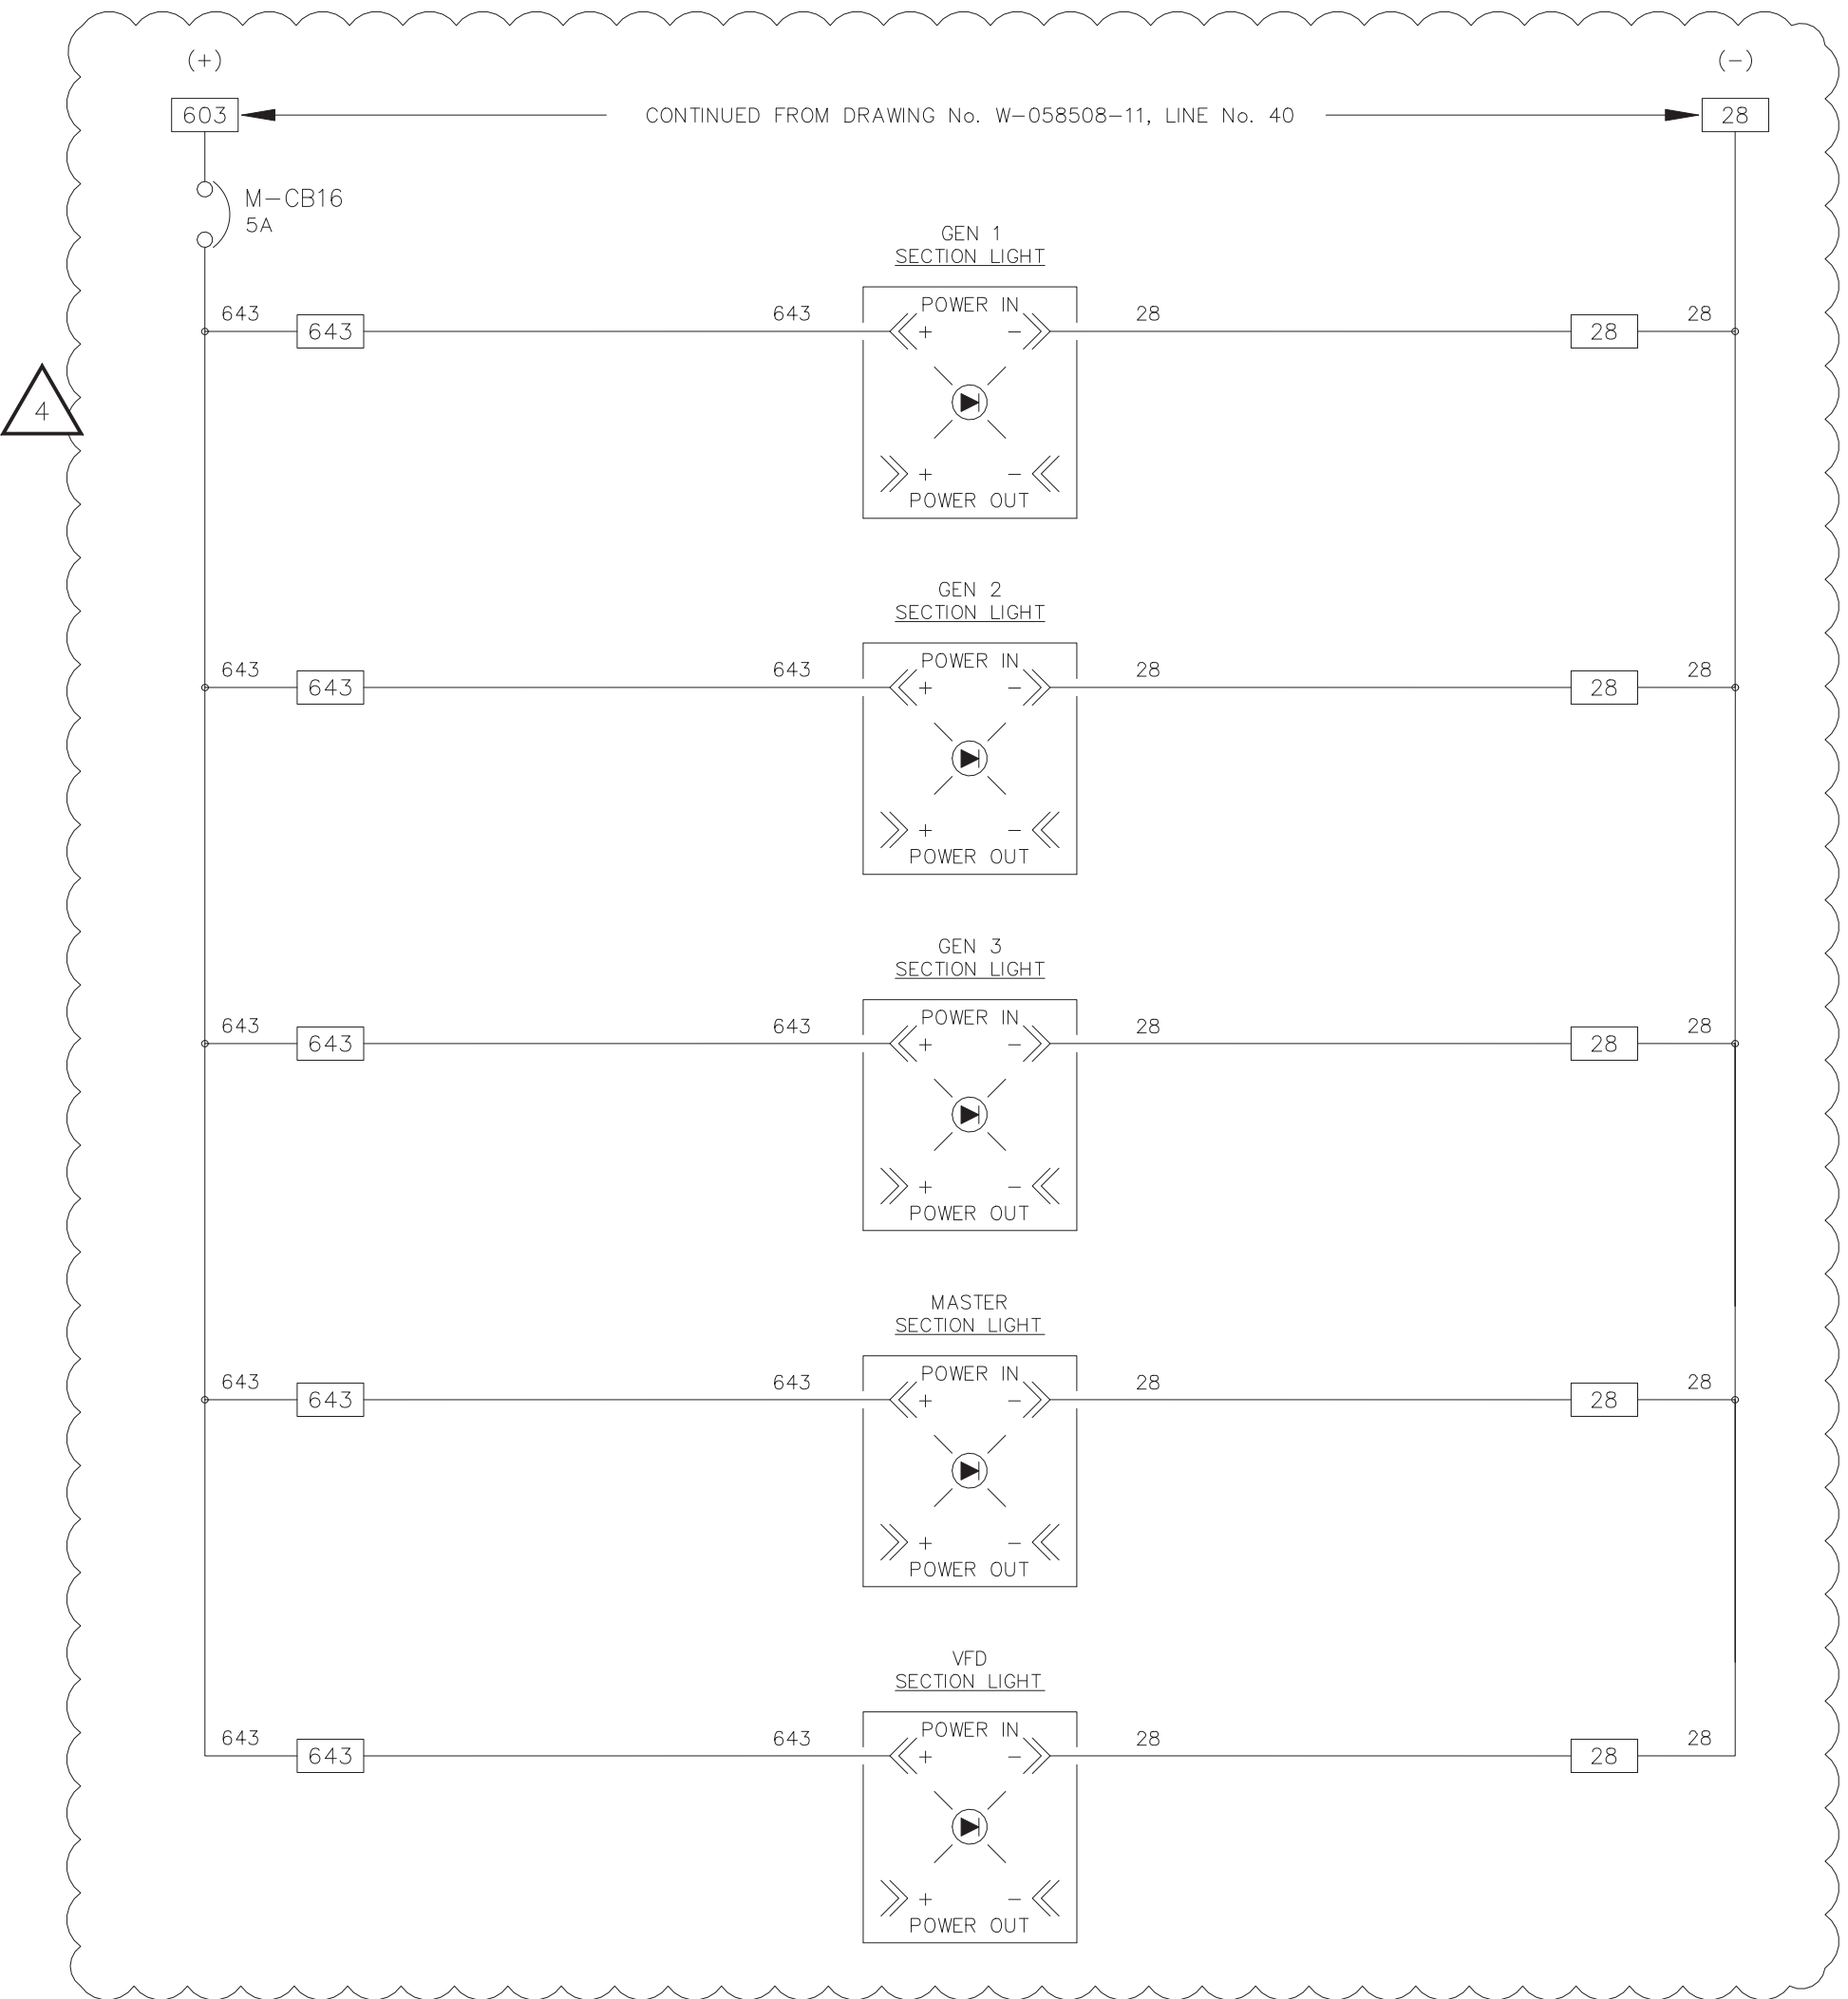 (+) (-)
603 CONTINUED FROM DRAWING No. W-058508-11, LINE No. 40 28
M-CB16
5A
GEN 1
SECTION LIGHT
POWER IN
643 643 643 + - 28 28 28
4
+ -
POWER OUT
GEN 2
SECTION LIGHT
POWER IN
643 643 643 + - 28 28 28
+ -
POWER OUT
GEN 3
SECTION LIGHT
POWER IN
643 643 643 + - 28 28 28
+ -
POWER OUT
MASTER
SECTION LIGHT
POWER IN
643 643 643 + - 28 28 28
+ -
POWER OUT
VFD
SECTION LIGHT
POWER IN
643 643 643 + - 28 28 28
+ -
POWER OUT